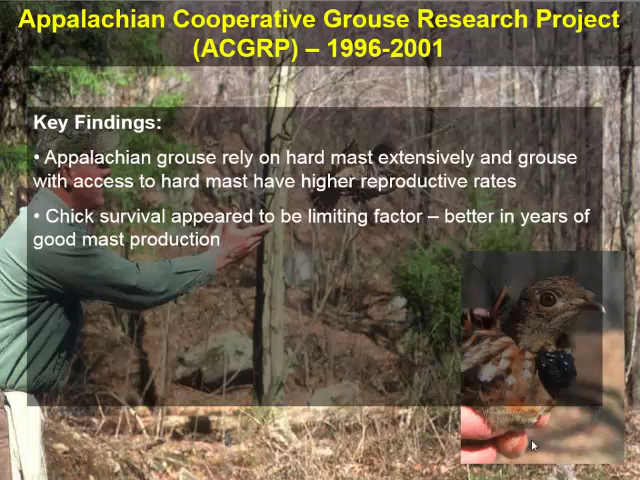 Appalachian Cooperative Grouse Research Project
(ACGRP) – 1996-2001
Key Findings:
• Appalachian grouse rely on hard mast extensively and grouse
with access to hard mast have higher reproductive rates
• Chick survival appeared to be limiting factor – better in years of
good mast production